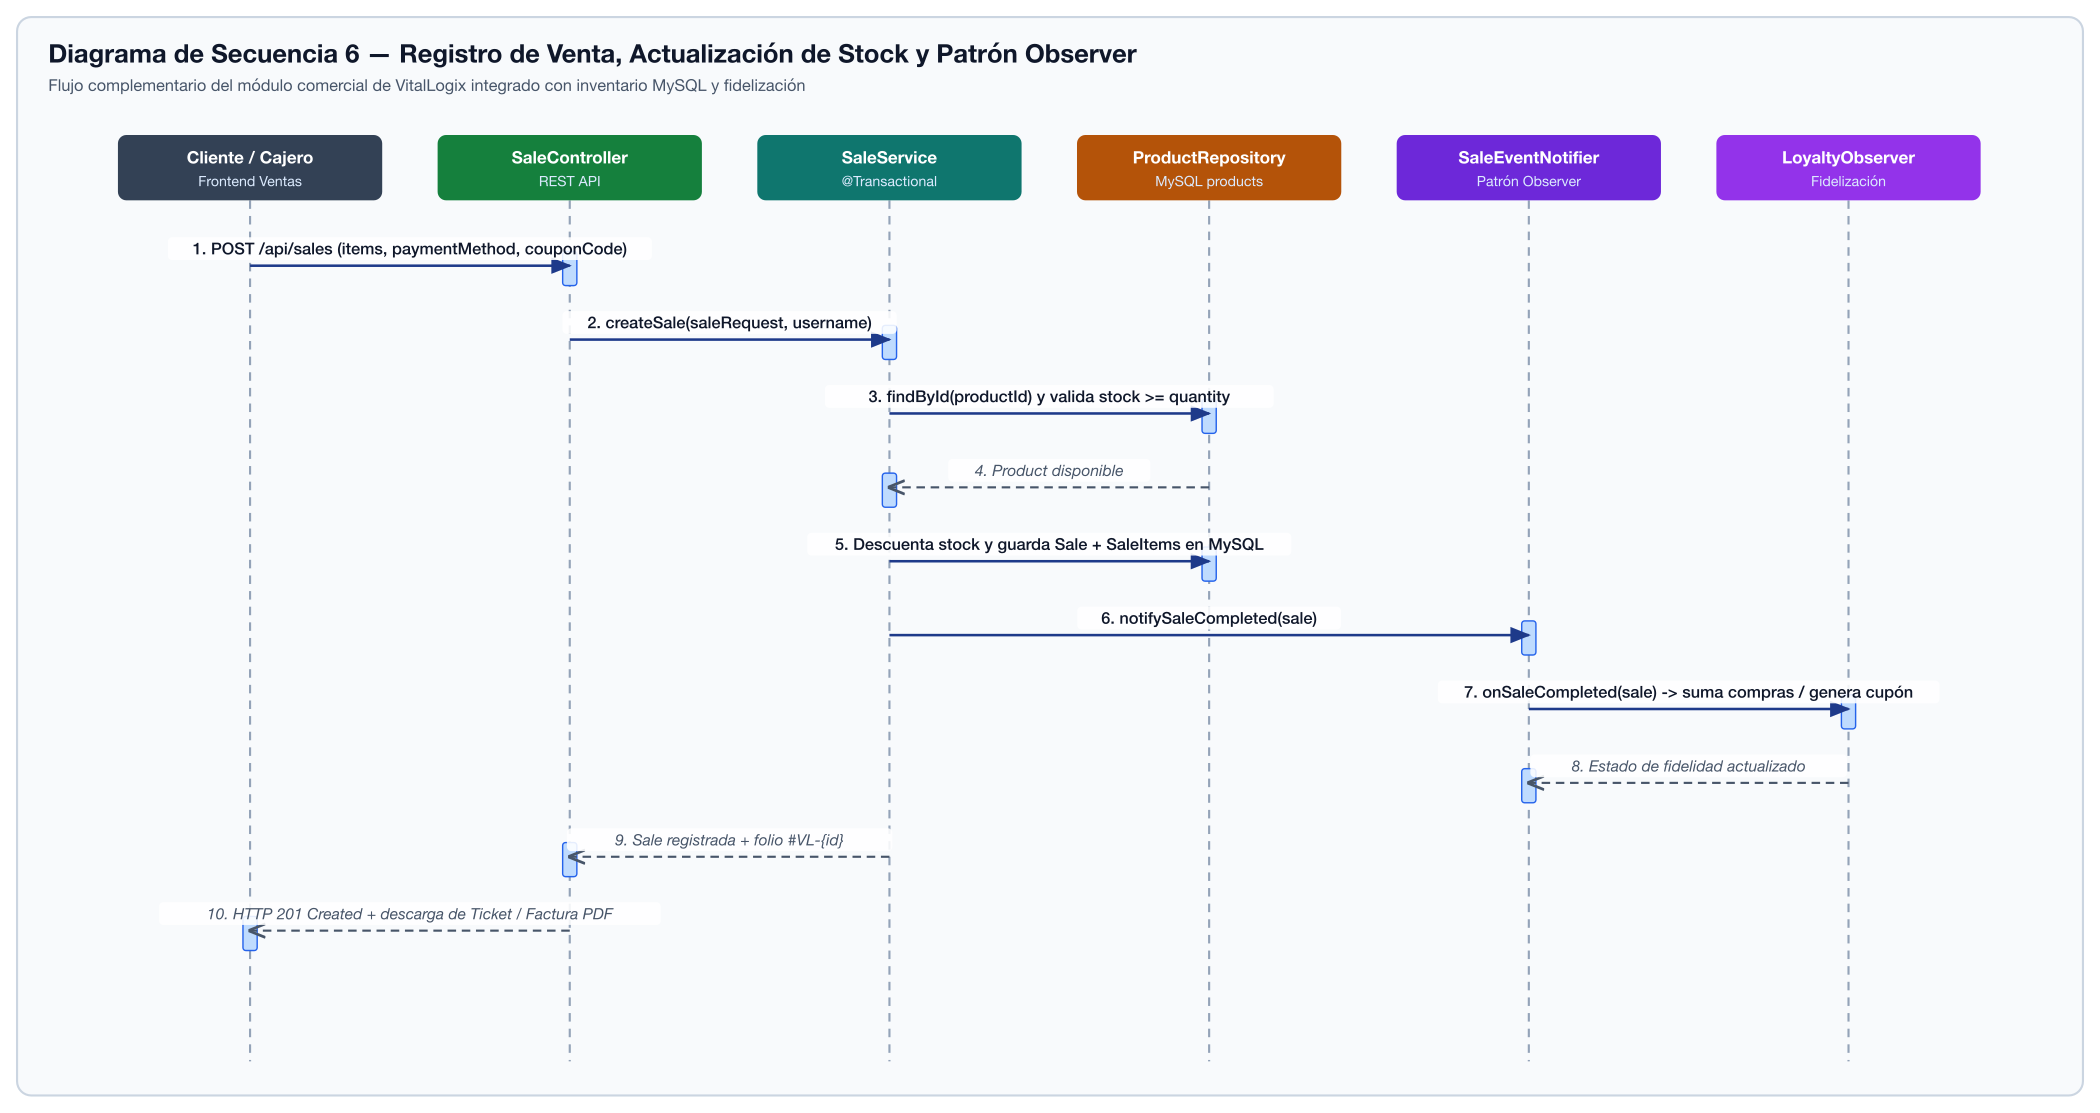 Diagrama de Secuencia 6 — Registro de Venta, Actualización de Stock y Patrón Observer
Flujo complementario del módulo comercial de VitalLogix integrado con inventario MySQL y fidelización
Cliente / Cajero
Frontend Ventas
SaleController
REST API
SaleService
@Transactional
ProductRepository
MySQL products
SaleEventNotifier
Patrón Observer
LoyaltyObserver
Fidelización
1. POST /api/sales (items, paymentMethod, couponCode)
2. createSale(saleRequest, username)
3. findById(productId) y valida stock >= quantity
4. Product disponible
5. Descuenta stock y guarda Sale + SaleItems en MySQL
6. notifySaleCompleted(sale)
7. onSaleCompleted(sale) -> suma compras / genera cupón
8. Estado de fidelidad actualizado
9. Sale registrada + folio #VL-{id}
10. HTTP 201 Created + descarga de Ticket / Factura PDF